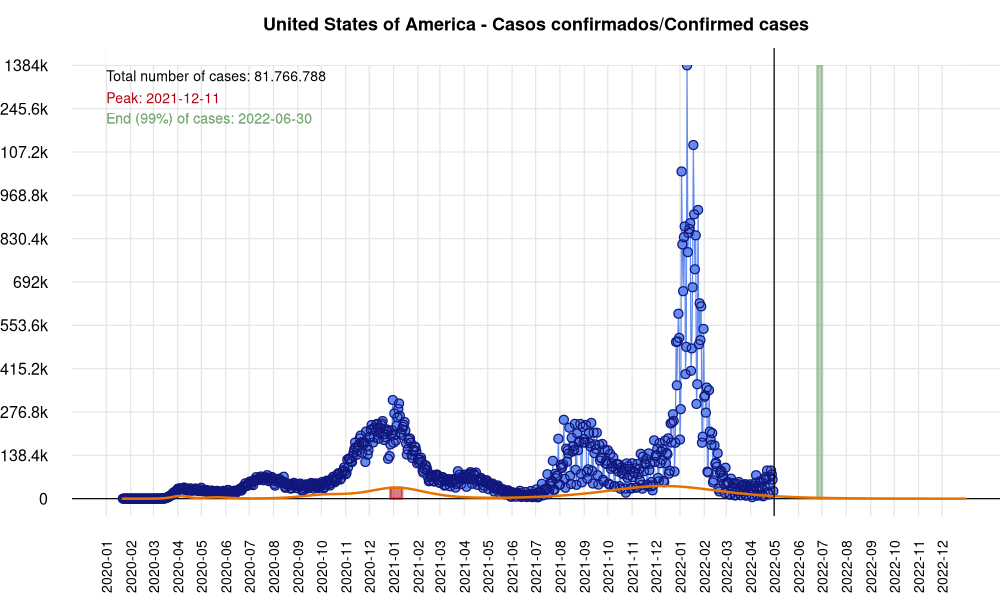 United States of America - Casos confirmados/Confirmed cases
Total number of cases: 81.766.788
Peak: 2021-12-11
End (99%) of cases: 2022-06-30
1384k
245.6k
107.2k
968.8k
830.4k
692k
553.6k
415.2k
276.8k
138.4k
0
2020-01
2020-02
2020-03
2020-04
2020-05
2020-06
2020-07
2020-08
2020-09
2020-10
2020-11
2020-12
2021-01
2021-02
2021-03
2021-04
2021-05
2021-06
2021-07
2021-08
2021-09
2021-10
2021-11
2021-12
2022-01
2022-02
2022-03
2022-04
2022-05
2022-06
2022-07
2022-08
2022-09
2022-10
2022-11
2022-12